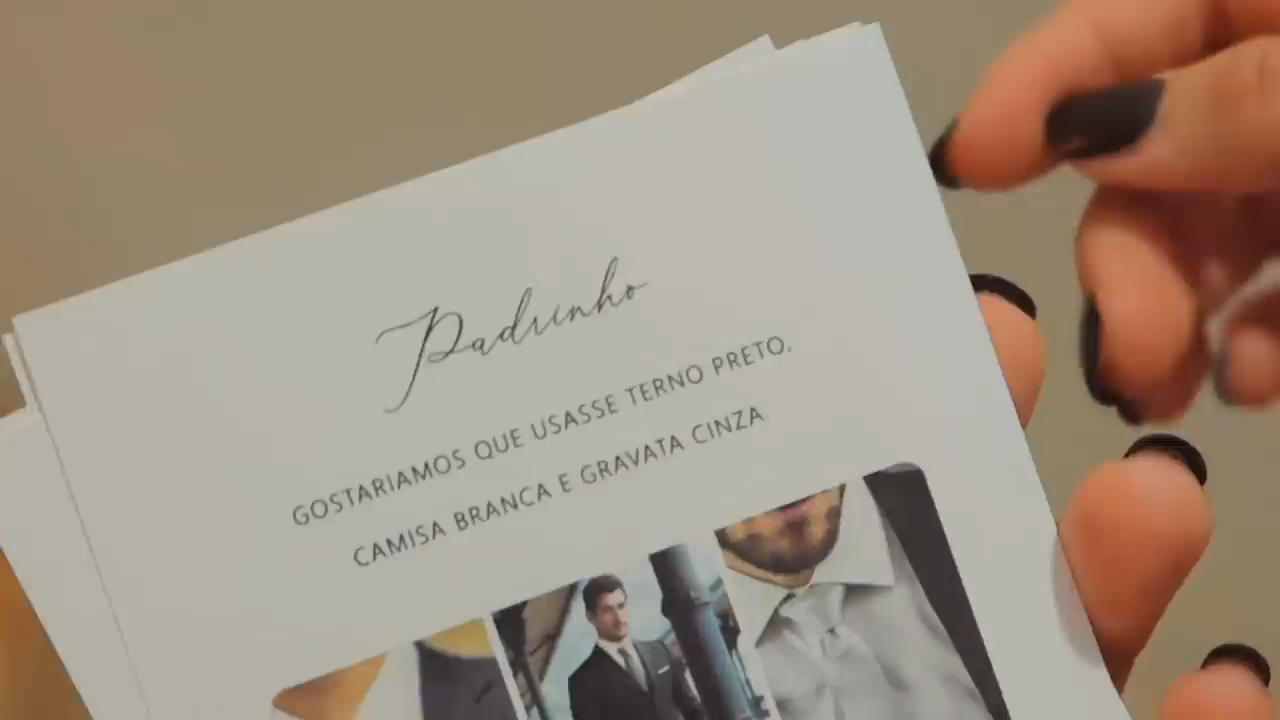 Padrinho
GOSTARIAMOS QUE USASSE TERNO PRETO,
CAMISA BRANCA E GRAVATA CINZA